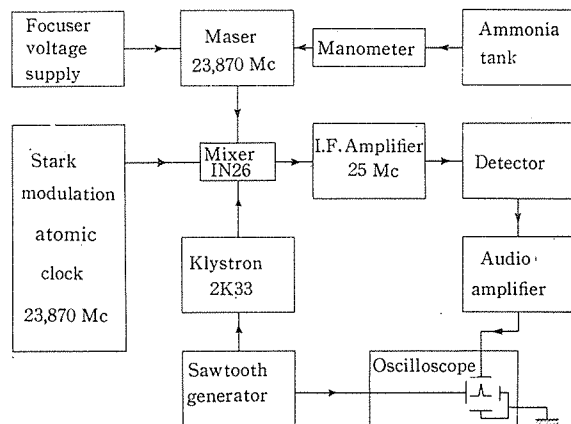 Focuser
voltage
supply
Maser
23,870 Mc
Manometer
Ammonia
tank
Stark
modulation
atomic
clock
23,870 Mc
Mixer
IN26
I.F. Amplifier
25 Mc
Detector
Klystron
2K33
Audio
amplifier
Sawtooth
generator
Oscilloscope